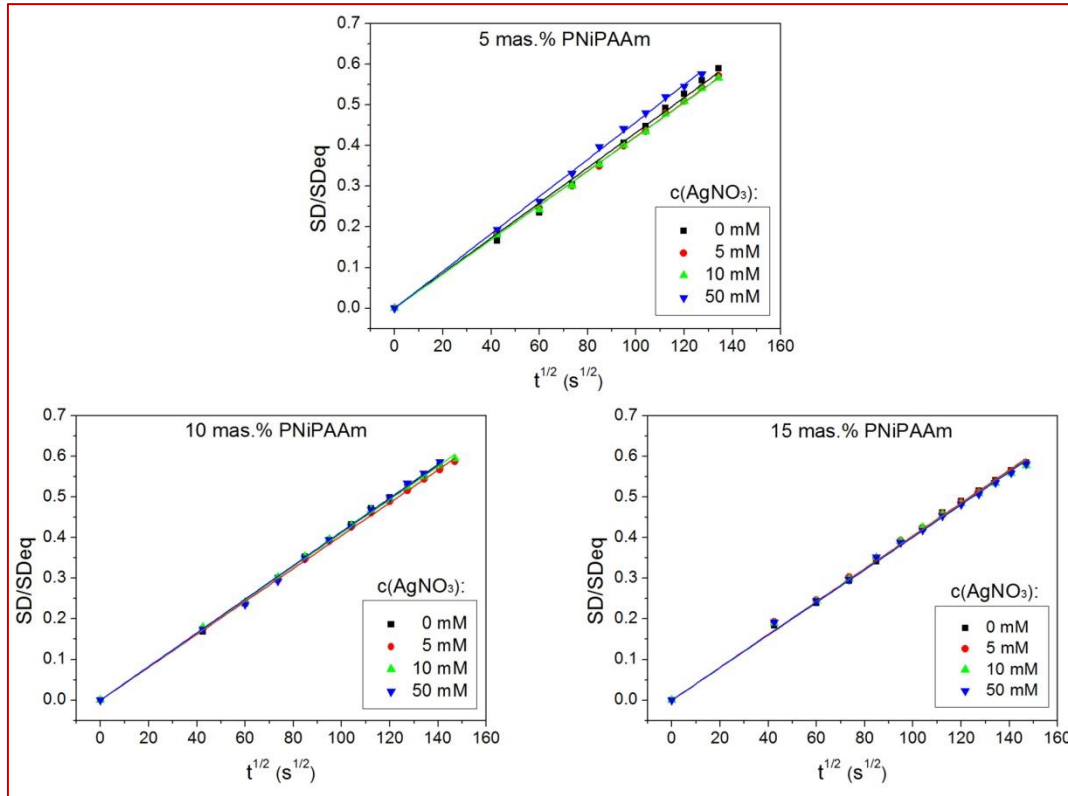 5 mas.% PNiPAAm
0.7
0.6
0.5
0.4
0.3
0.2
0.1
0.0
SD/SDeq
c(AgNO₃):
0 mM
5 mM
10 mM
50 mM
0 20 40 60 80 100 120 140 160
t^{1/2} (s^{1/2})
10 mas.% PNiPAAm
0.7
0.6
0.5
0.4
0.3
0.2
0.1
0.0
SD/SDeq
c(AgNO₃):
0 mM
5 mM
10 mM
50 mM
0 20 40 60 80 100 120 140 160
t^{1/2} (s^{1/2})
15 mas.% PNiPAAm
0.7
0.6
0.5
0.4
0.3
0.2
0.1
0.0
SD/SDeq
c(AgNO₃):
0 mM
5 mM
10 mM
50 mM
0 20 40 60 80 100 120 140 160
t^{1/2} (s^{1/2})